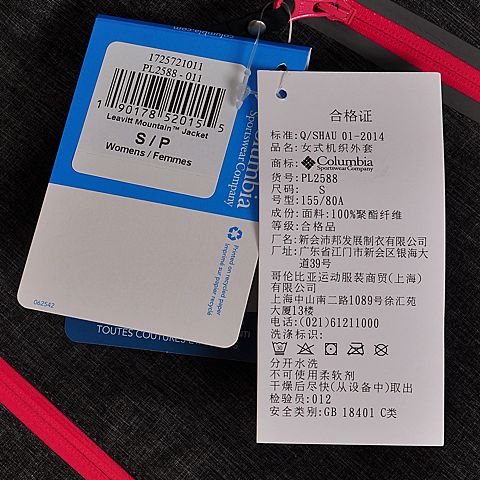 columbia.com
1725721011
PL2588 - 011
1 90178 52015 5
Leavitt Mountain™ Jacket
S / P
Womens / Femmes
Columbia
Sportswear Company
Printed on recycled paper
Imprimé sur papier recyclé
062542
TOUTES COUTURES
合格证
标准:Q/SHAU 01-2014
品名:女式机织外套
商标:Columbia
Sportswear Company
货号:PL2588
尺码: S
号型:155/80A
成份:面料:100%聚酯纤维
等级:合格品
厂名:新会沛邦发展制衣有限公司
厂址:广东省江门市新会区银海大
道39号
哥伦比亚运动服装商贸(上海)
有限公司
上海中山南二路1089号徐汇苑
大厦13楼
电话:(021)61211000
洗涤标识:
分开水洗
不可使用柔软剂
干燥后尽快(从设备中)取出
检验员:012
安全类别:GB 18401 C类